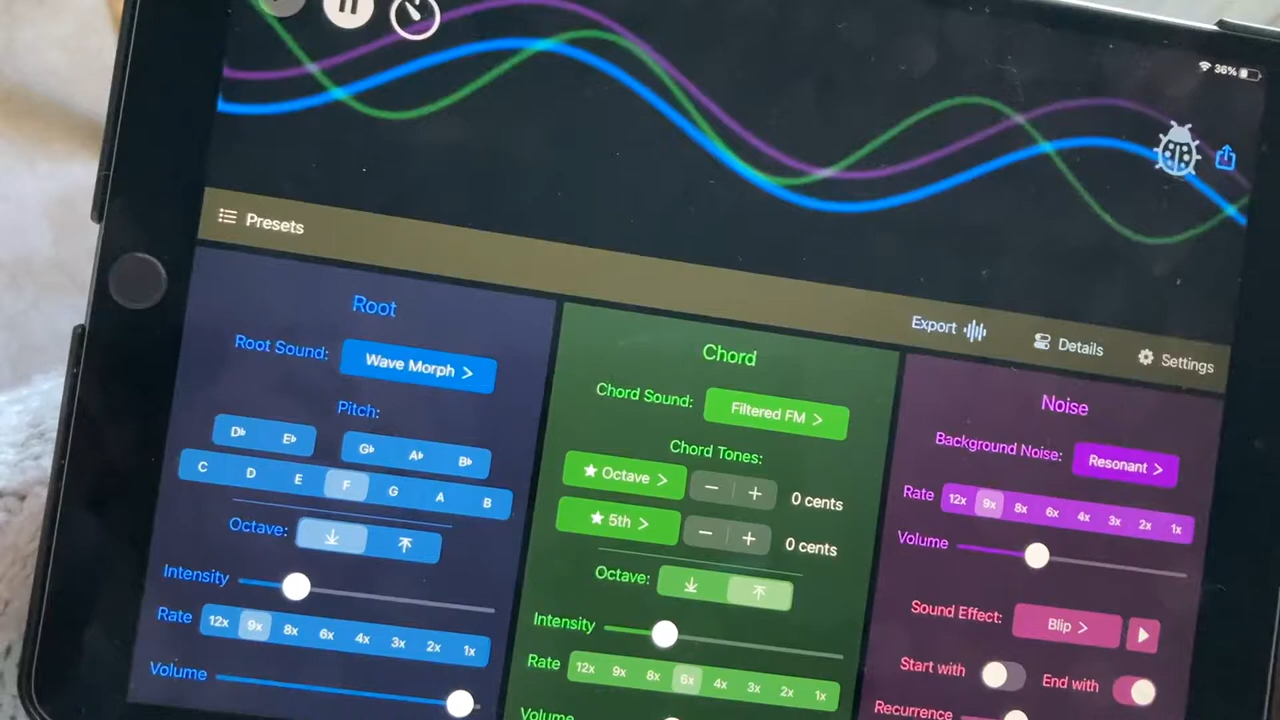 36%
Presets
Export
Details
Settings
Root
Root Sound: Wave Morph >
Pitch:
D♭ E♭ G♭ A♭ B♭
C D E F G A B
Octave:
Intensity
Rate 12x 9x 8x 6x 4x 3x 2x 1x
Volume
Chord
Chord Sound: Filtered FM >
Chord Tones:
★ Octave > − + 0 cents
★ 5th > − + 0 cents
Octave:
Intensity
Rate 12x 9x 8x 6x 4x 3x 2x 1x
Volume
Noise
Background Noise: Resonant >
Rate 12x 9x 8x 6x 4x 3x 2x 1x
Volume
Sound Effect: Blip >
Start with End with
Recurrence